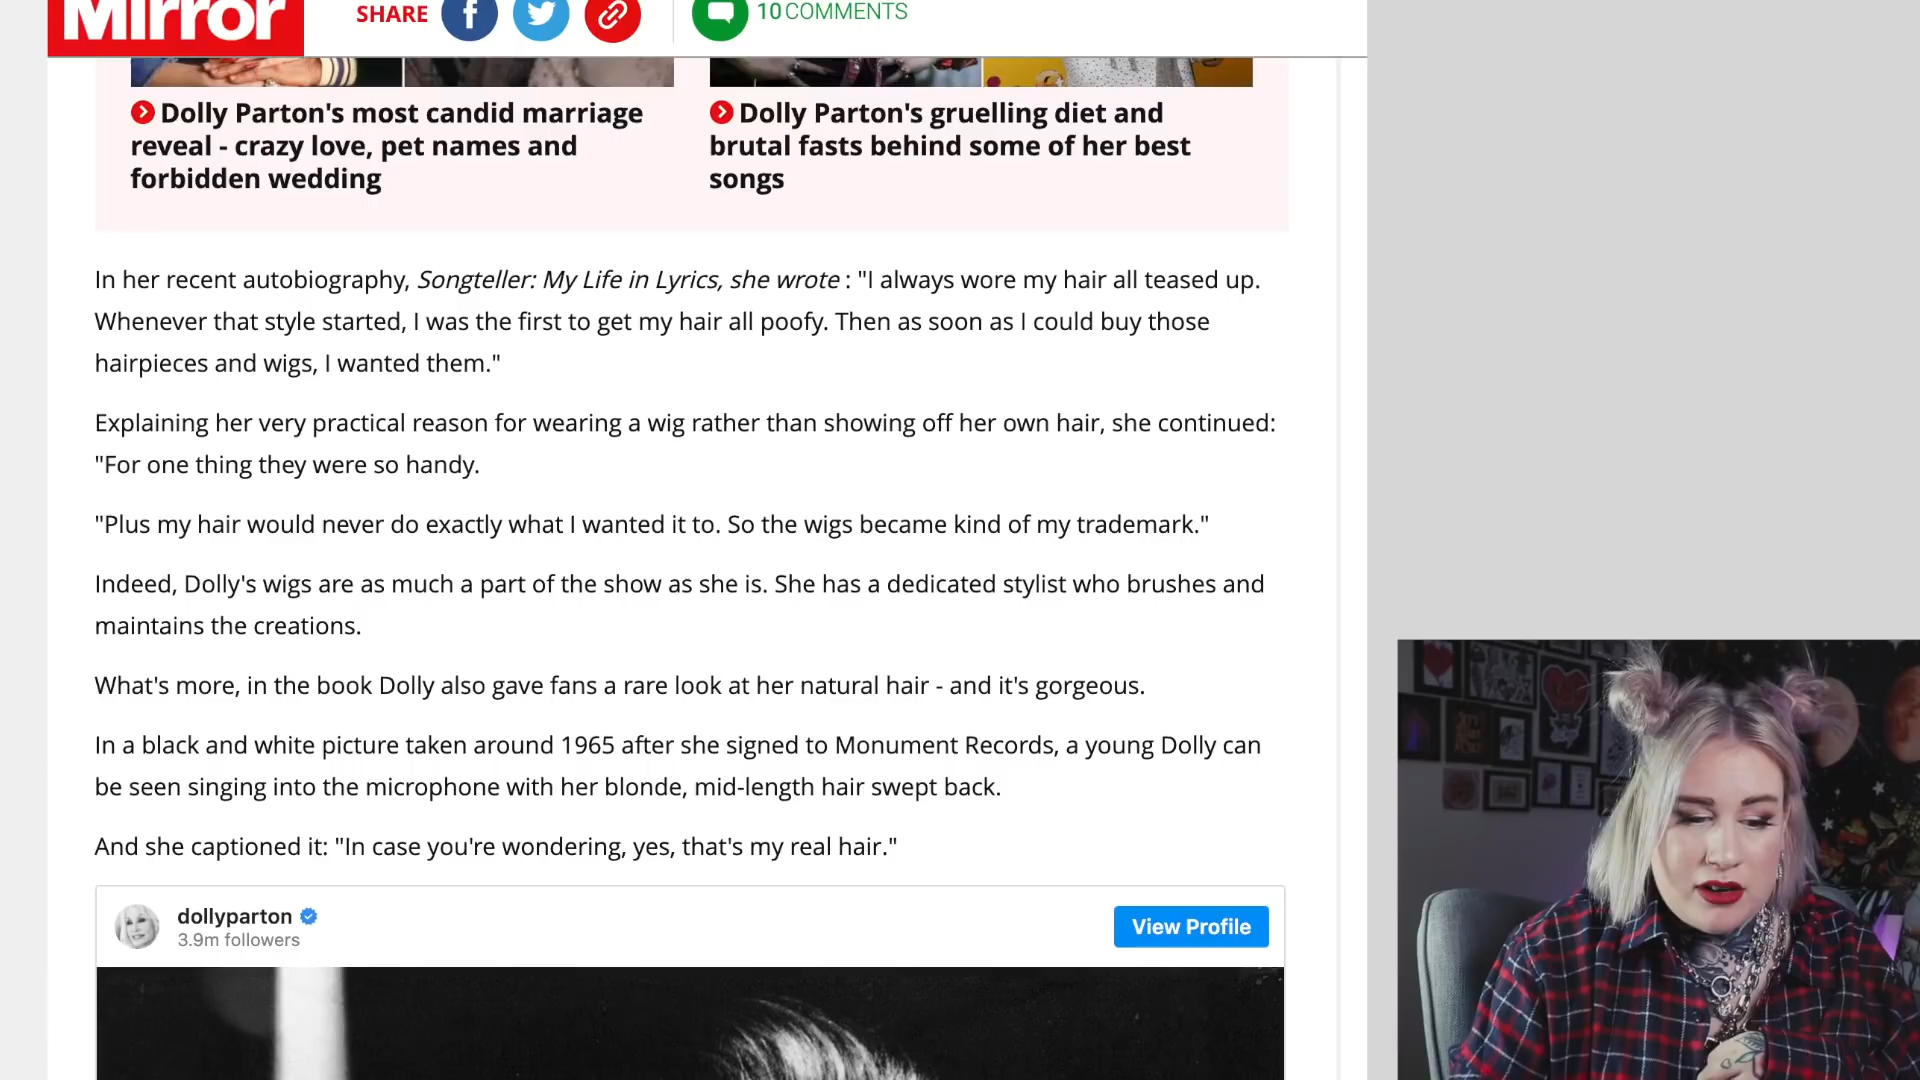 Mirror
SHARE
10 COMMENTS
Dolly Parton's most candid marriage
reveal - crazy love, pet names and
forbidden wedding
Dolly Parton's gruelling diet and
brutal fasts behind some of her best
songs
In her recent autobiography, Songteller: My Life in Lyrics, she wrote : "I always wore my hair all teased up.
Whenever that style started, I was the first to get my hair all poofy. Then as soon as I could buy those
hairpieces and wigs, I wanted them."
Explaining her very practical reason for wearing a wig rather than showing off her own hair, she continued:
"For one thing they were so handy.
"Plus my hair would never do exactly what I wanted it to. So the wigs became kind of my trademark."
Indeed, Dolly's wigs are as much a part of the show as she is. She has a dedicated stylist who brushes and
maintains the creations.
What's more, in the book Dolly also gave fans a rare look at her natural hair - and it's gorgeous.
In a black and white picture taken around 1965 after she signed to Monument Records, a young Dolly can
be seen singing into the microphone with her blonde, mid-length hair swept back.
And she captioned it: "In case you're wondering, yes, that's my real hair."
dollyparton
3.9m followers
View Profile